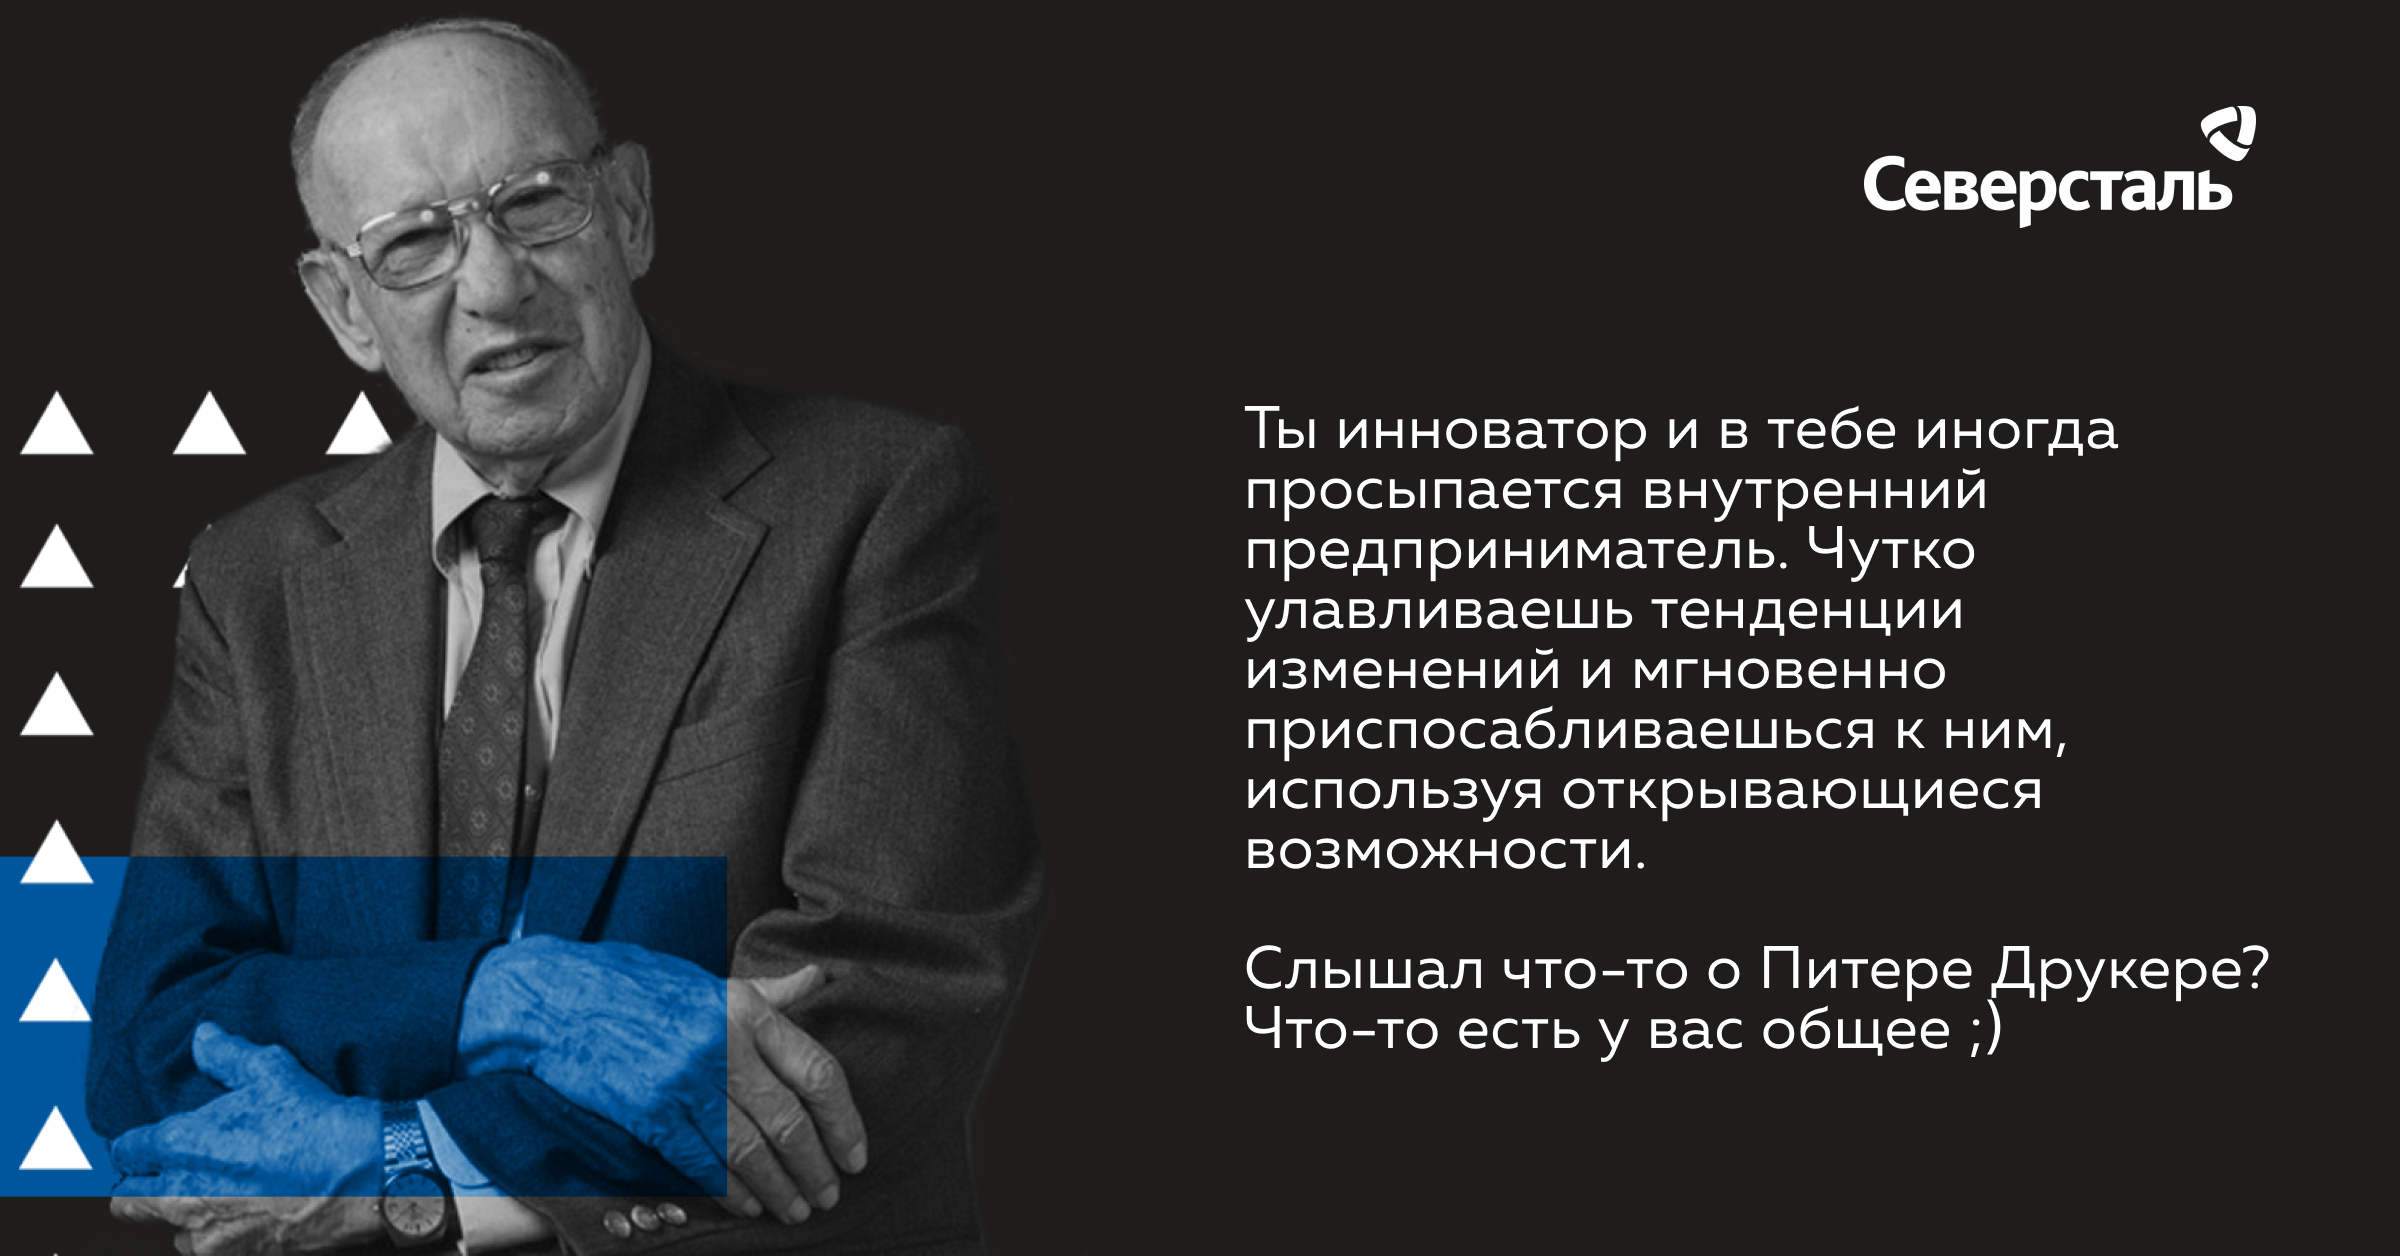 Северсталь
Ты инноватор и в тебе иногда
просыпается внутренний
предприниматель. Чутко
улавливаешь тенденции
изменений и мгновенно
приспосабливаешься к ним,
используя открывающиеся
возможности.
Слышал что-то о Питере Друкере?
Что-то есть у вас общее ;)